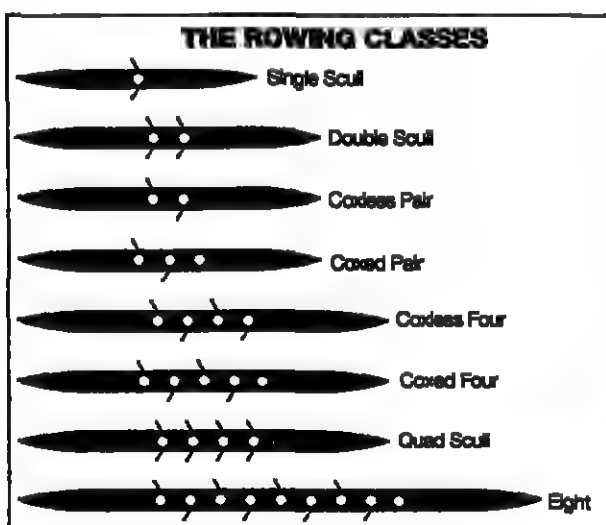 THE ROWING CLASSES
Single Scull
Double Scull
Coxless Pair
Coxed Pair
Coxless Four
Coxed Four
Quad Scull
Eight